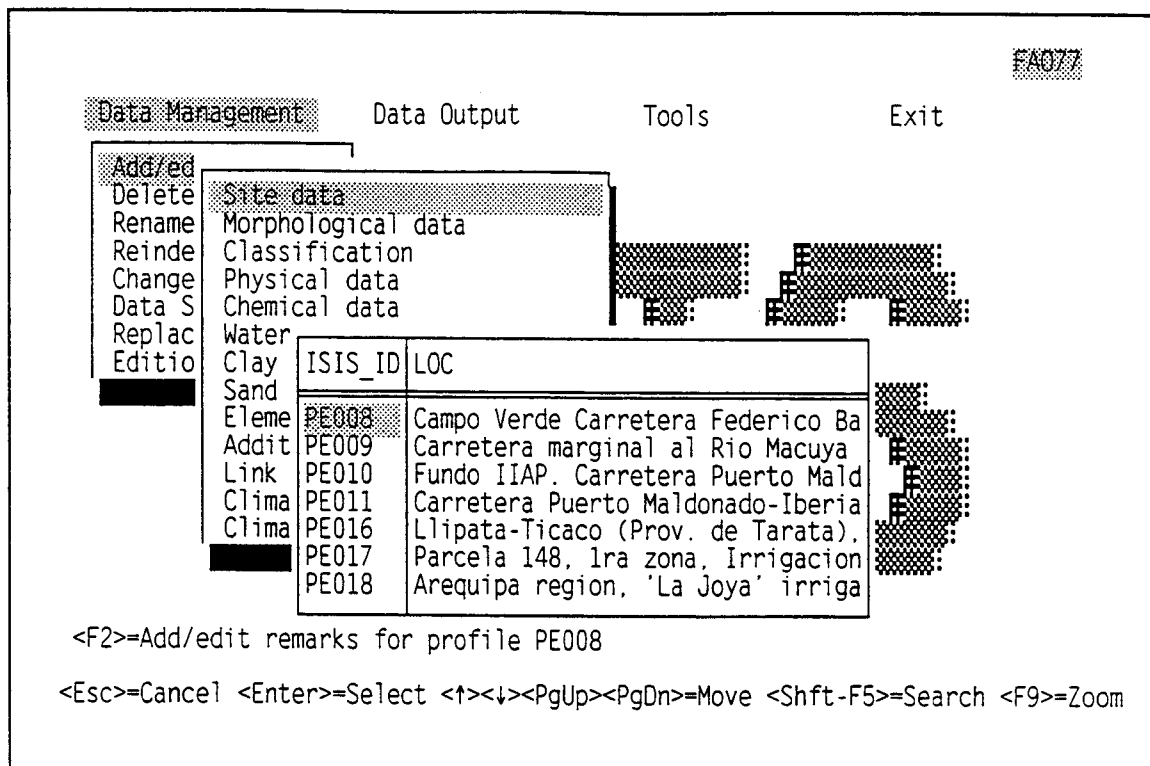 FA077
Data Management Data Output Tools Exit
Add/ed
Delete
Rename
Reinde
Change
Data S
Replac
Editio
Site data
Morphological data
Classification
Physical data
Chemical data
Water
Clay
Sand
Eleme
Addit
Link
Clima
Clima
ISIS_ID LOC
PE008 Campo Verde Carretera Federico Ba
PE009 Carretera marginal al Rio Macuya
PE010 Fundo IIAP. Carretera Puerto Mald
PE011 Carretera Puerto Maldonado-Iberia
PE016 Llipata-Ticaco (Prov. de Tarata),
PE017 Parcela 148, 1ra zona, Irrigacion
PE018 Arequipa region, 'La Joya' irriga
<F2>=Add/edit remarks for profile PE008
<Esc>=Cancel <Enter>=Select <↑><↓><PgUp><PgDn>=Move <Shft-F5>=Search <F9>=Zoom